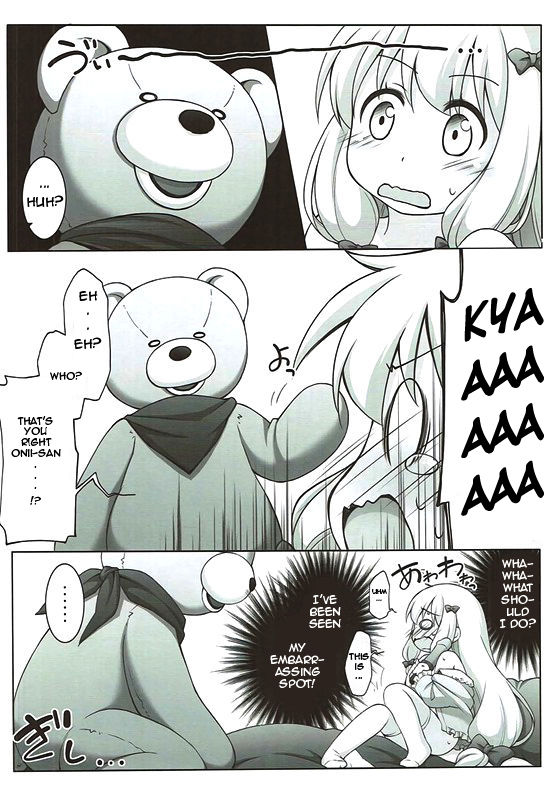 う゛ぃ
...
...
HUH?
KYA
AAA
AAA
AAA
よっ
EH
. .
EH?
WHO?
THAT'S
YOU
RIGHT
ONII-SAN
. . . .
!?
WHA-
WHA-
WHAT
SHO-
ULD
I DO?
あわわわっ
UHM
...
THIS
IS
...
I'VE
BEEN
SEEN
MY
EMBARR-
ASSING
SPOT!
.....
ぎし...